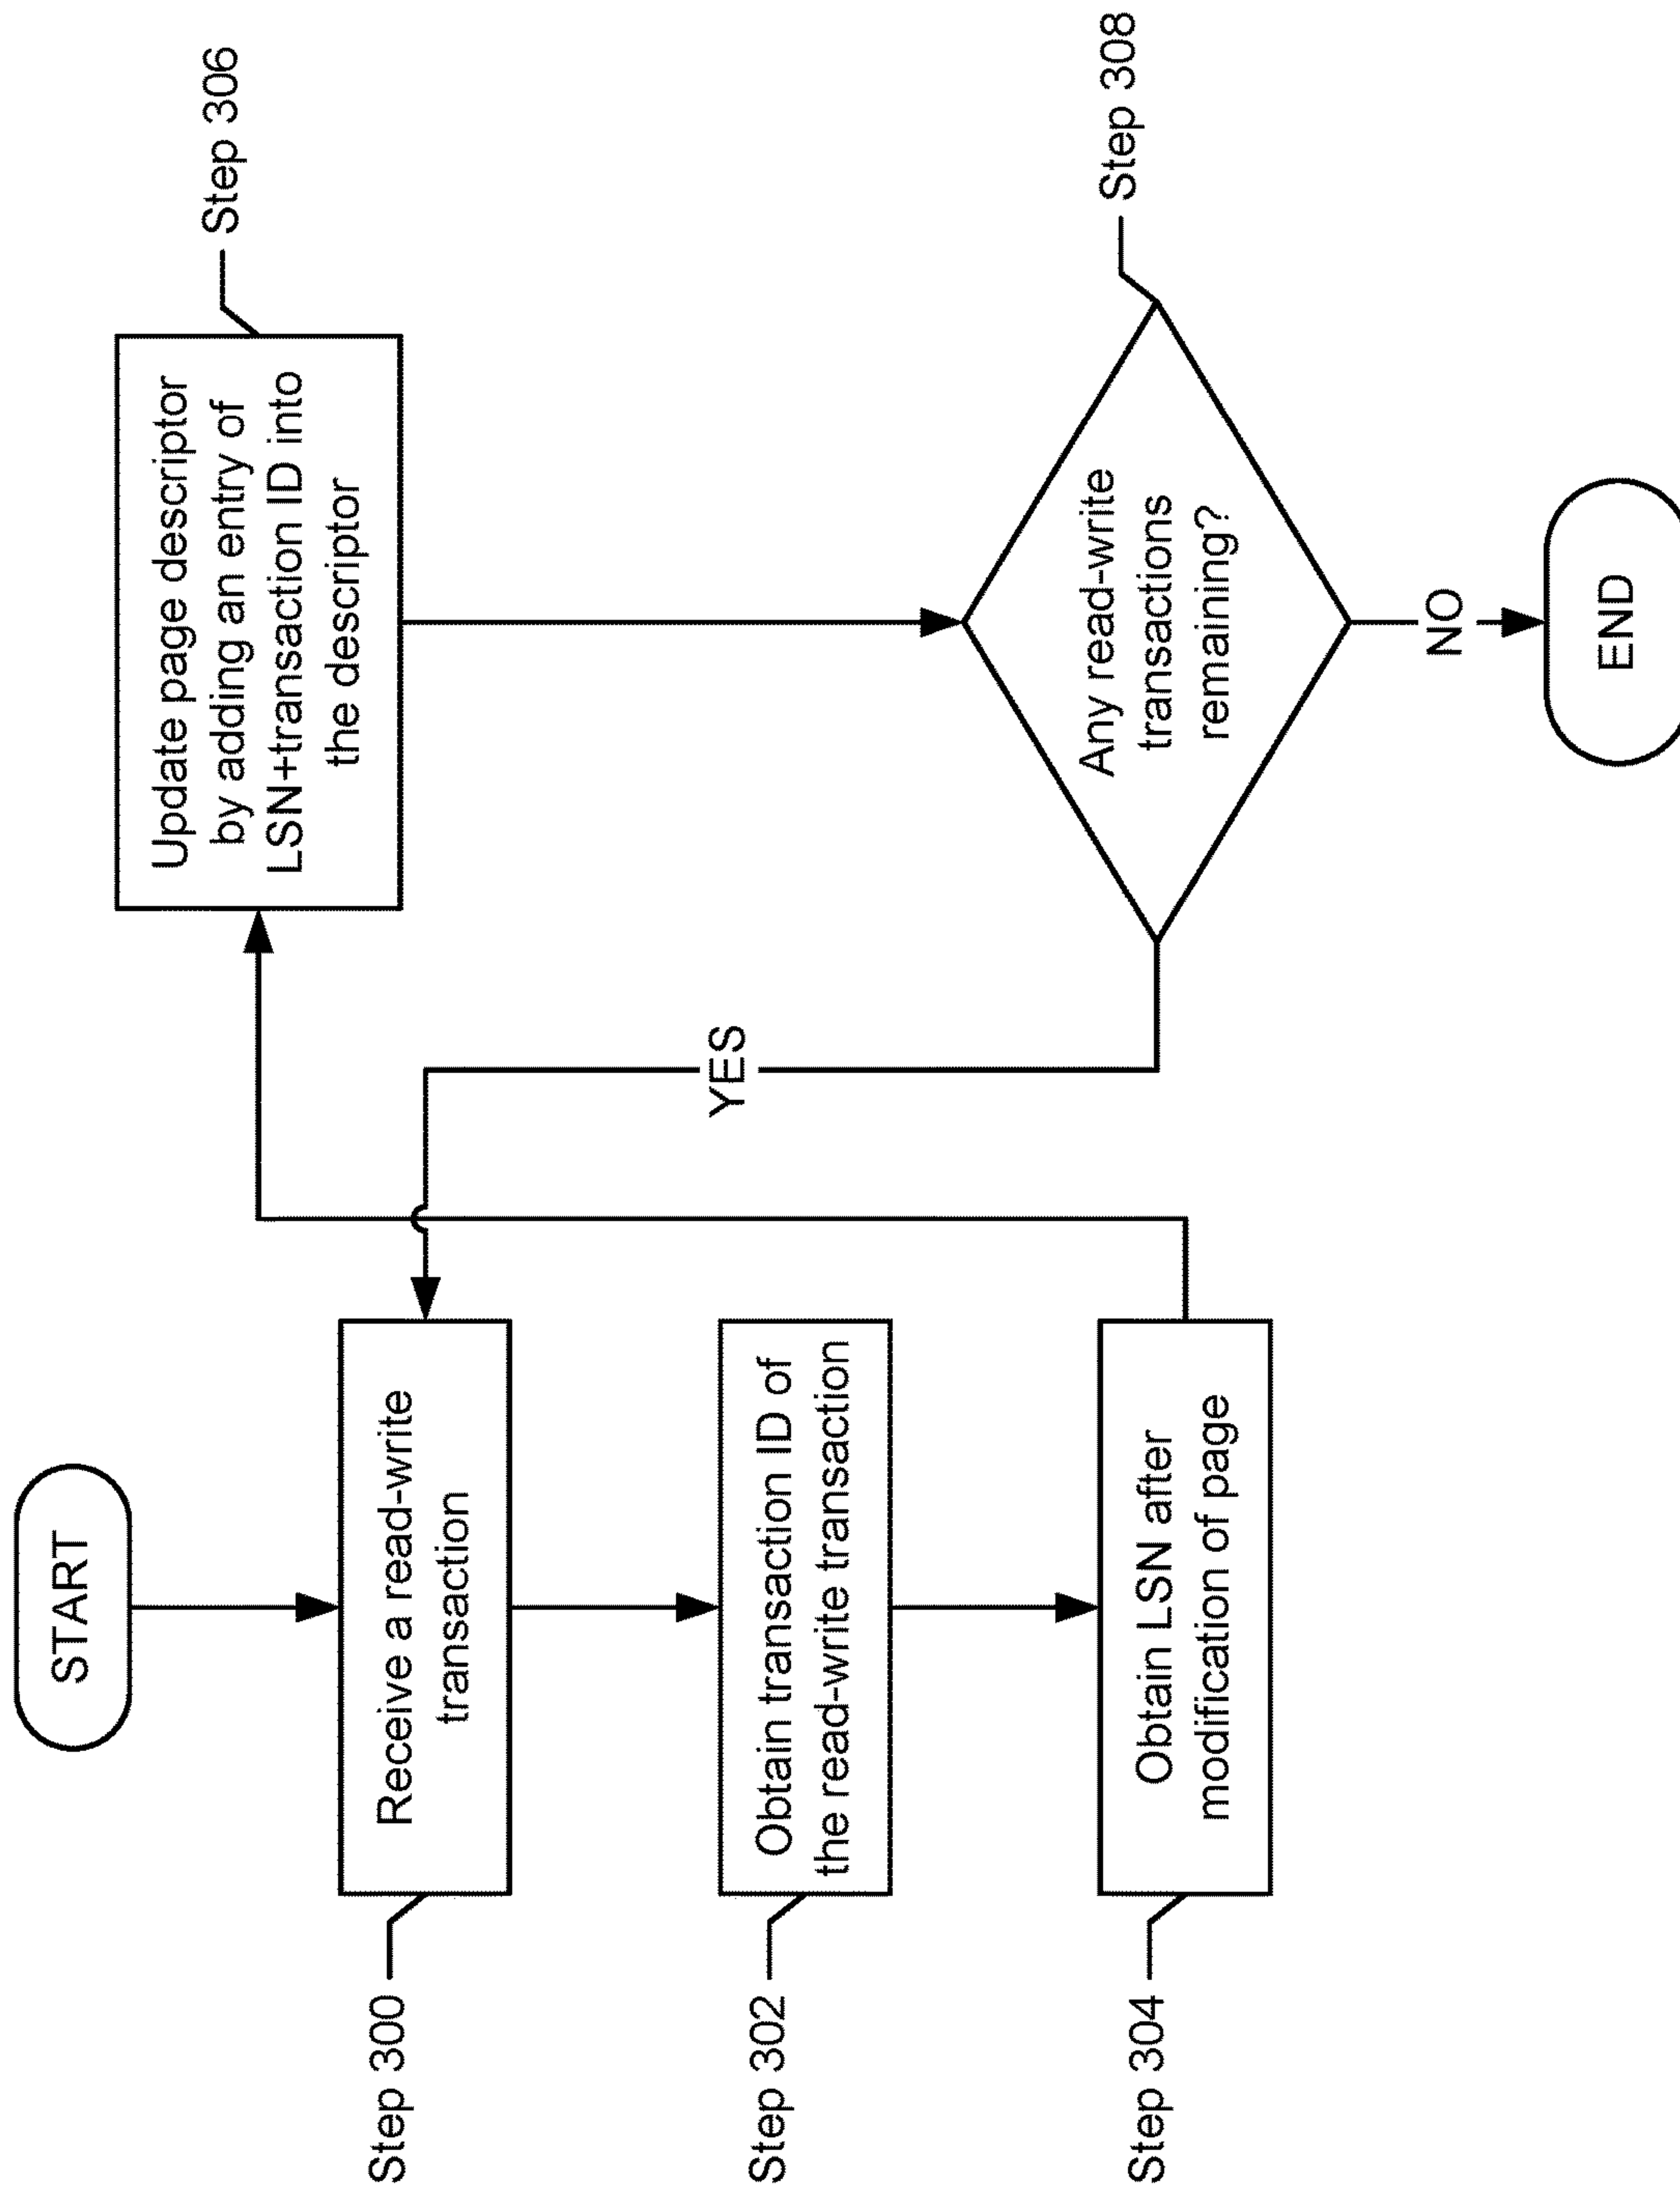 START
Step 300
Receive a read-write
transaction
Step 302
Obtain transaction ID of
the read-write transaction
Step 304
Obtain LSN after
modification of page
Step 306
Update page descriptor
by adding an entry of
LSN+transaction ID into
the descriptor
YES
Step 308
Any read-write
transactions
remaining?
NO
END